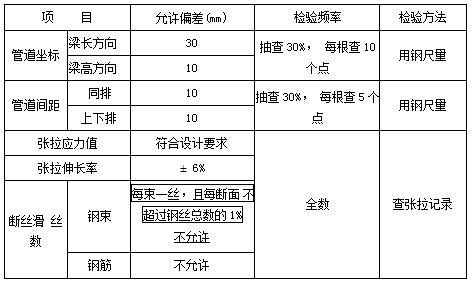 项 目 允许偏差(mm) 检验频率 检验方法
管道坐标 梁长方向 30 抽查30%， 每根查10个点 用钢尺量
梁高方向 10
管道间距 同排 10 抽查30%， 每根查5个点 用钢尺量
上下排 10
张拉应力值 符合设计要求 全数 查张拉记录
张拉伸长率 ± 6%
断丝滑 丝数 钢束 每束一丝，且每断面 不
超过钢丝总数的1%
不允许
钢筋 不允许